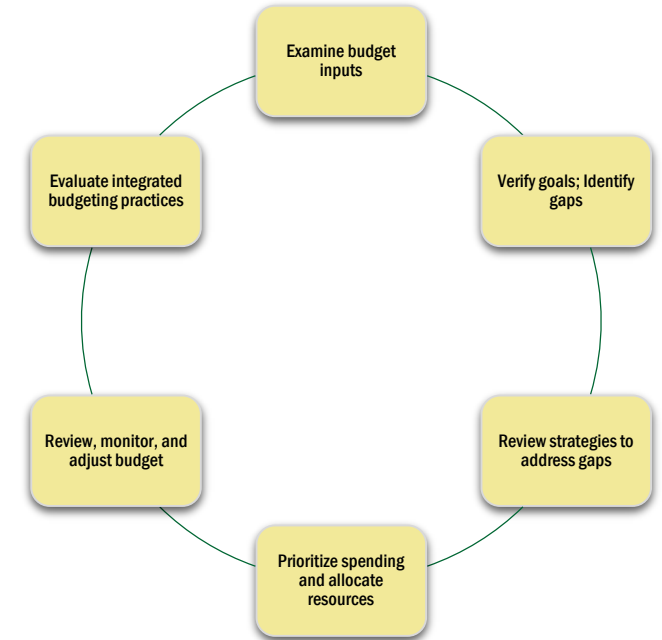 Examine budget
inputs
Verify goals; Identify
gaps
Review strategies to
address gaps
Prioritize spending
and allocate
resources
Review, monitor, and
adjust budget
Evaluate integrated
budgeting practices